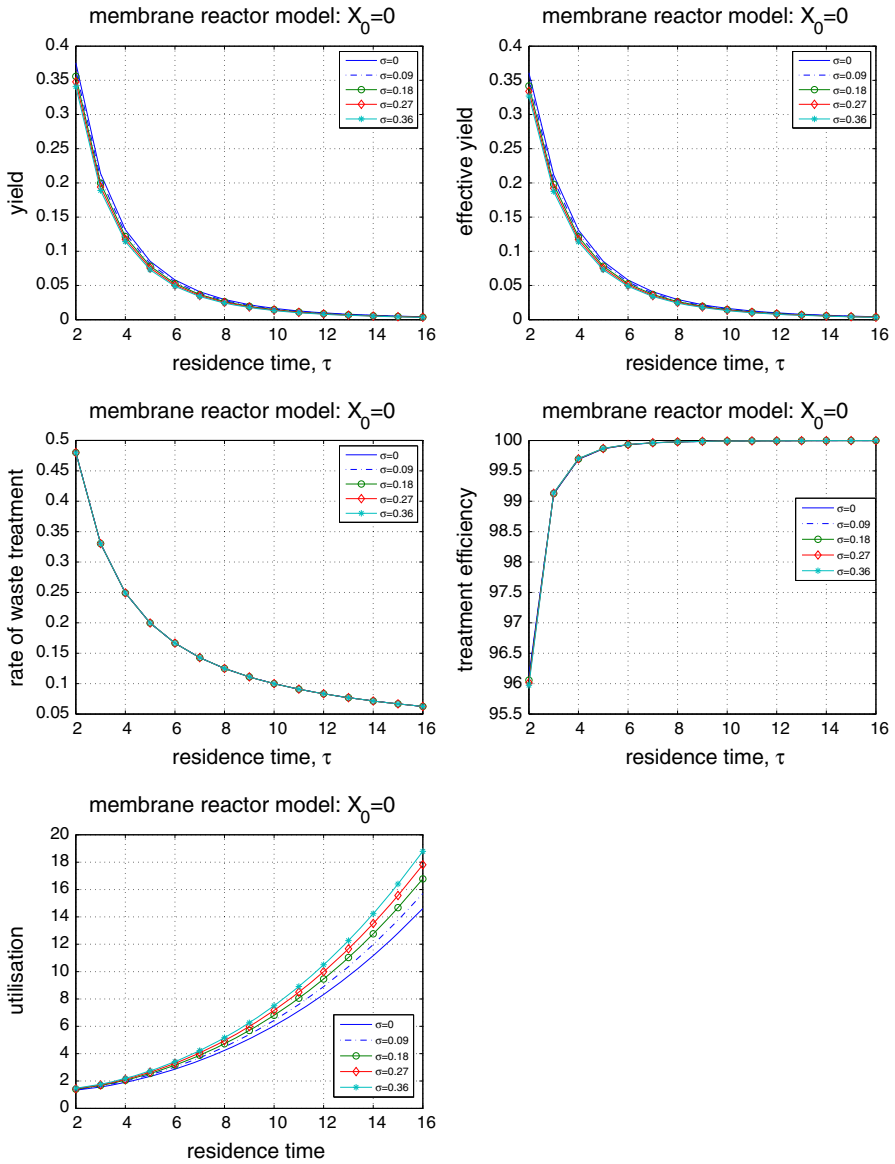 membrane reactor model: X0=0
0.4
0.35
0.3
0.25
0.2
0.15
0.1
0.05
0
yield
2 4 6 8 10 12 14 16
residence time, τ
σ=0
σ=0.09
σ=0.18
σ=0.27
σ=0.36
membrane reactor model: X0=0
0.4
0.35
0.3
0.25
0.2
0.15
0.1
0.05
0
effective yield
2 4 6 8 10 12 14 16
residence time, τ
σ=0
σ=0.09
σ=0.18
σ=0.27
σ=0.36
membrane reactor model: X0=0
0.5
0.45
0.4
0.35
0.3
0.25
0.2
0.15
0.1
0.05
rate of waste treatment
2 4 6 8 10 12 14 16
residence time, τ
σ=0
σ=0.09
σ=0.18
σ=0.27
σ=0.36
membrane reactor model: X0=0
100
99.5
99
98.5
98
97.5
97
96.5
96
95.5
treatment efficiency
2 4 6 8 10 12 14 16
residence time, τ
σ=0
σ=0.09
σ=0.18
σ=0.27
σ=0.36
membrane reactor model: X0=0
20
18
16
14
12
10
8
6
4
2
0
utilisation
2 4 6 8 10 12 14 16
residence time
σ=0
σ=0.09
σ=0.18
σ=0.27
σ=0.36